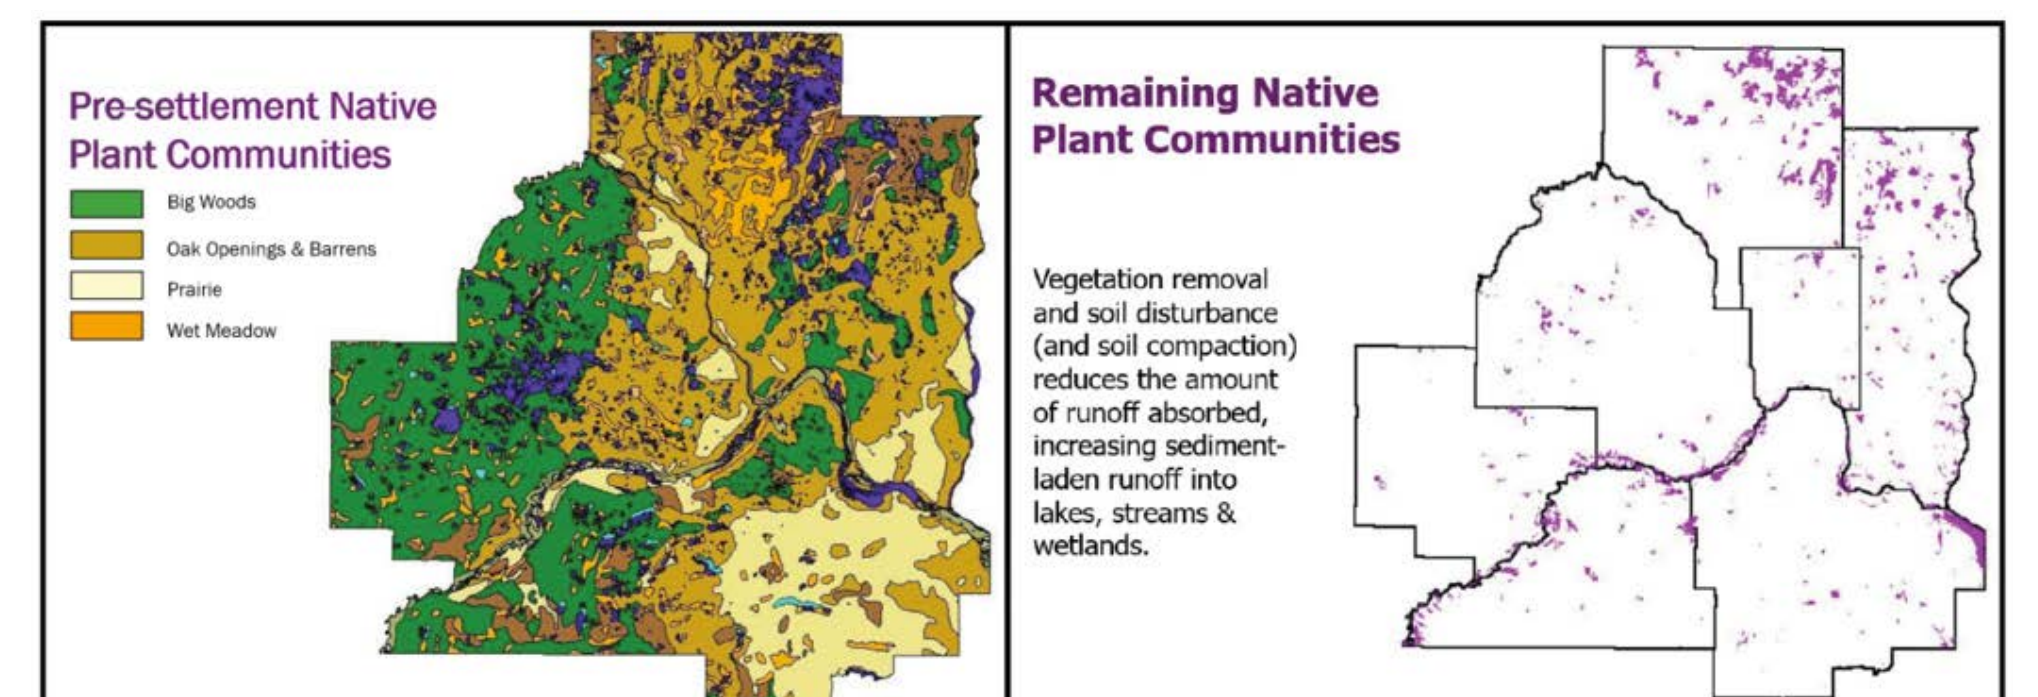 Pre-settlement Native
Plant Communities
Big Woods
Oak Openings & Barrens
Prairie
Wet Meadow
Remaining Native
Plant Communities
Vegetation removal
and soil disturbance
(and soil compaction)
reduces the amount
of runoff absorbed,
increasing sediment-
laden runoff into
lakes, streams &
wetlands.